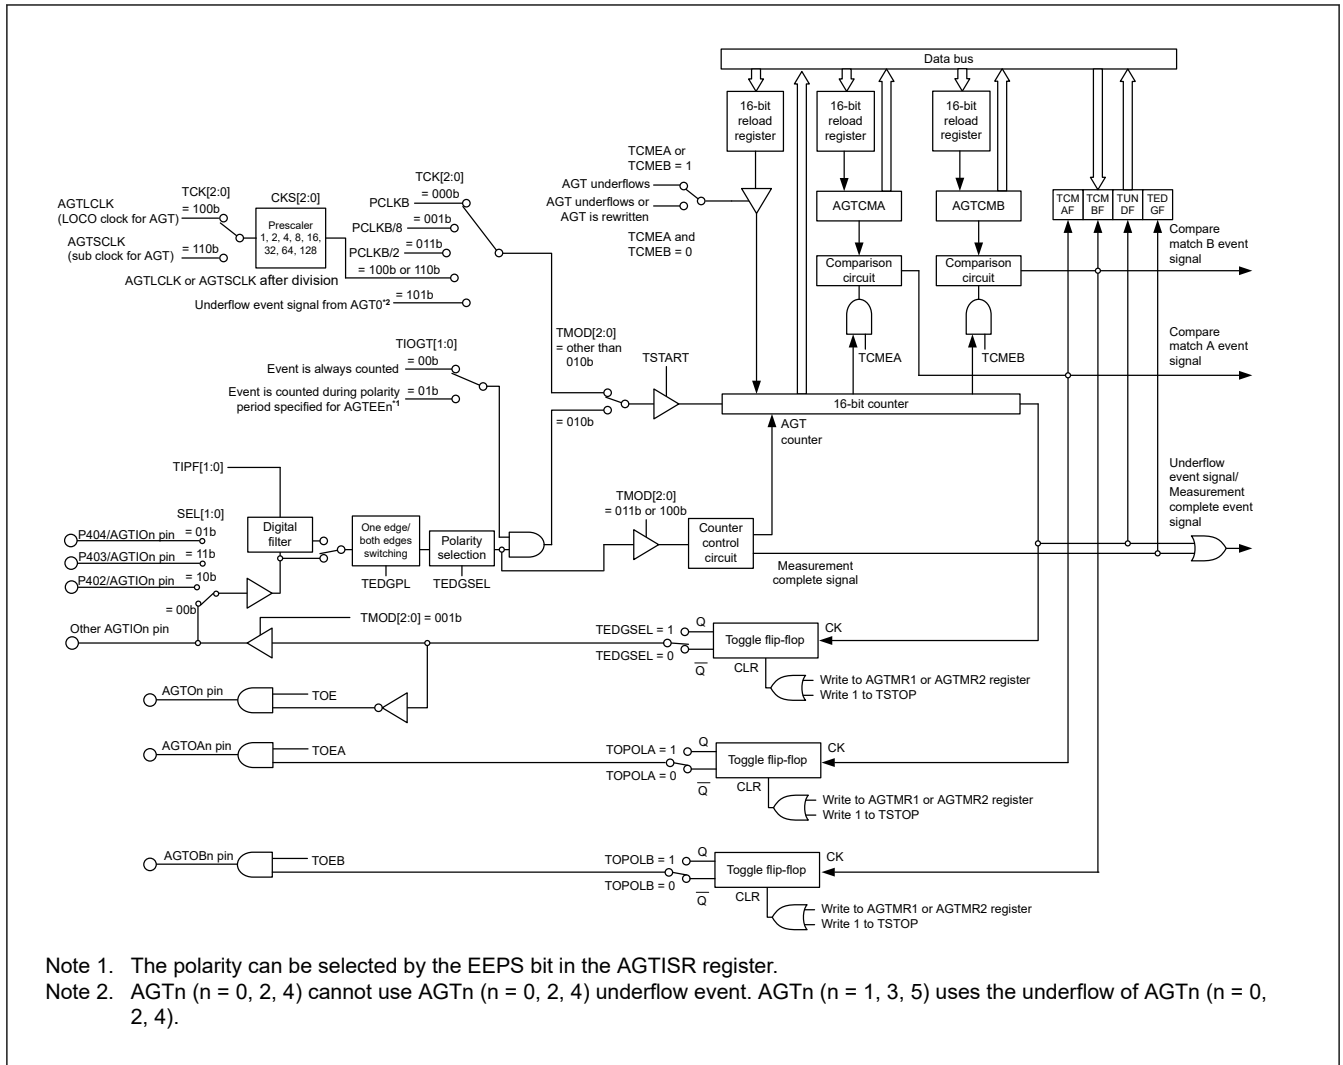 Data bus
16-bit
reload
register
16-bit
reload
register
16-bit
reload
register
TCMEA or
TCMEB = 1
AGT underflows
AGT underflows or
AGT is rewritten
TCMEA and
TCMEB = 0
AGTCMA
AGTCMB
TCM
AF
TCM
BF
TUN
DF
TED
GF
Comparison
circuit
Comparison
circuit
Compare
match B event
signal
TCMEA
TCMEB
Compare
match A event
signal
TCK[2:0]
AGTLCLK
(LOCO clock for AGT)
= 100b
AGTSCLK
(sub clock for AGT)
= 110b
CKS[2:0]
Prescaler
1, 2, 4, 8, 16,
32, 64, 128
TCK[2:0]
= 000b
PCLKB
= 001b
PCLKB/8
= 011b
PCLKB/2
= 100b or 110b
AGTLCLK or AGTSCLK after division
Underflow event signal from AGT0*2
= 101b
TIOGT[1:0]
Event is always counted
= 00b
Event is counted during polarity
period specified for AGTEEn*1
= 01b
TMOD[2:0]
= other than
010b
= 010b
TSTART
16-bit counter
AGT
counter
TIPF[1:0]
SEL[1:0]
P404/AGTIOn pin
= 01b
P403/AGTIOn pin
= 11b
P402/AGTIOn pin
= 10b
= 00b
Other AGTIOn pin
Digital
filter
One edge/
both edges
switching
Polarity
selection
TEDGPL
TEDGSEL
TMOD[2:0]
= 011b or 100b
Counter
control
circuit
Measurement
complete signal
Underflow
event signal/
Measurement
complete event
signal
TMOD[2:0] = 001b
TEDGSEL = 1
TEDGSEL = 0
Q
Q
Toggle flip-flop
CK
CLR
Write to AGTMR1 or AGTMR2 register
Write 1 to TSTOP
AGTOn pin
TOE
AGTOAn pin
TOEA
TOPOLA = 1
TOPOLA = 0
Q
Q
Toggle flip-flop
CK
CLR
Write to AGTMR1 or AGTMR2 register
Write 1 to TSTOP
AGTOBn pin
TOEB
TOPOLB = 1
TOPOLB = 0
Q
Q
Toggle flip-flop
CK
CLR
Write to AGTMR1 or AGTMR2 register
Write 1 to TSTOP
Note 1. The polarity can be selected by the EEPS bit in the AGTISR register.
Note 2. AGTn (n = 0, 2, 4) cannot use AGTn (n = 0, 2, 4) underflow event. AGTn (n = 1, 3, 5) uses the underflow of AGTn (n = 0,
2, 4).